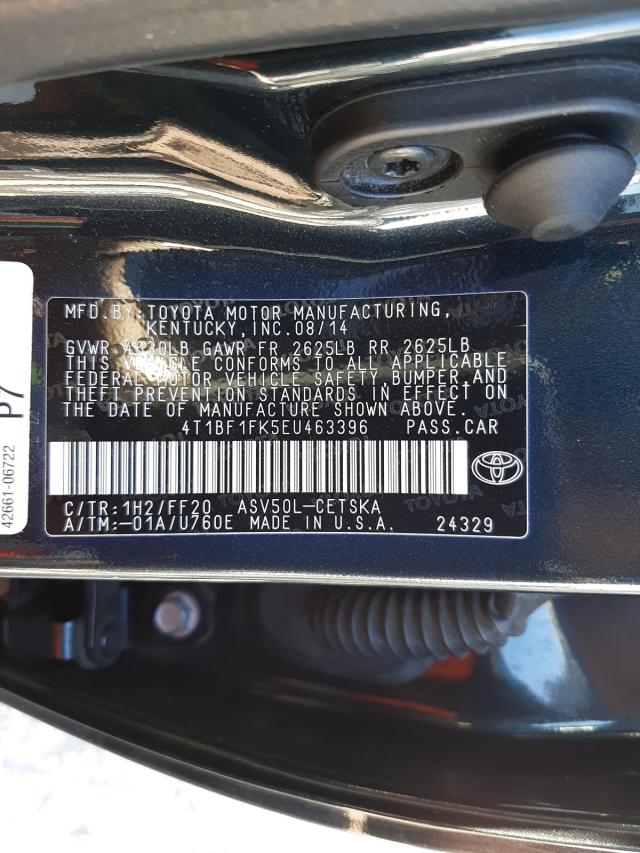 MFD.BY:TOYOTA MOTOR MANUFACTURING,
KENTUCKY,INC.08/14
GVWR 4630LB GAWR FR 2625LB RR 2625LB
THIS VEHICLE CONFORMS TO ALL APPLICABLE
FEDERAL MOTOR VEHICLE SAFETY,BUMPER,AND
THEFT PREVENTION STANDARDS IN EFFECT ON
THE DATE OF MANUFACTURE SHOWN ABOVE.
4T1BF1FK5EU463396 PASS.CAR
C/TR:1H2/FF20 ASV50L-CETSKA
A/TM:-01A/U760E MADE IN U.S.A. 24329
P7
42661-06722